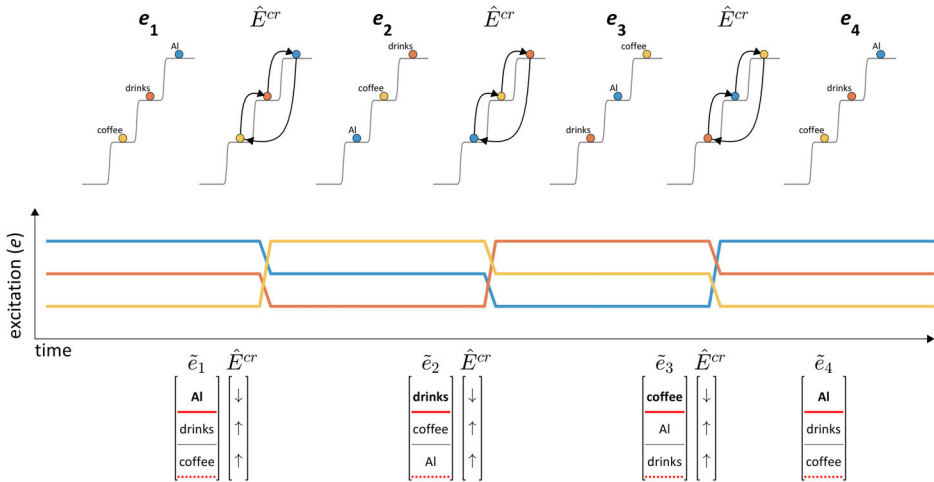 e₁ Ê^cr e₂ Ê^cr e₃ Ê^cr e₄
Al drinks coffee Al
drinks coffee Al drinks
coffee Al drinks coffee
excitation (e)
time
ẽ₁ Ê^cr ẽ₂ Ê^cr ẽ₃ Ê^cr ẽ₄
Al ↓ drinks ↓ coffee ↓ Al
drinks ↑ coffee ↑ Al ↑ drinks
coffee ↑ Al ↑ drinks ↑ coffee